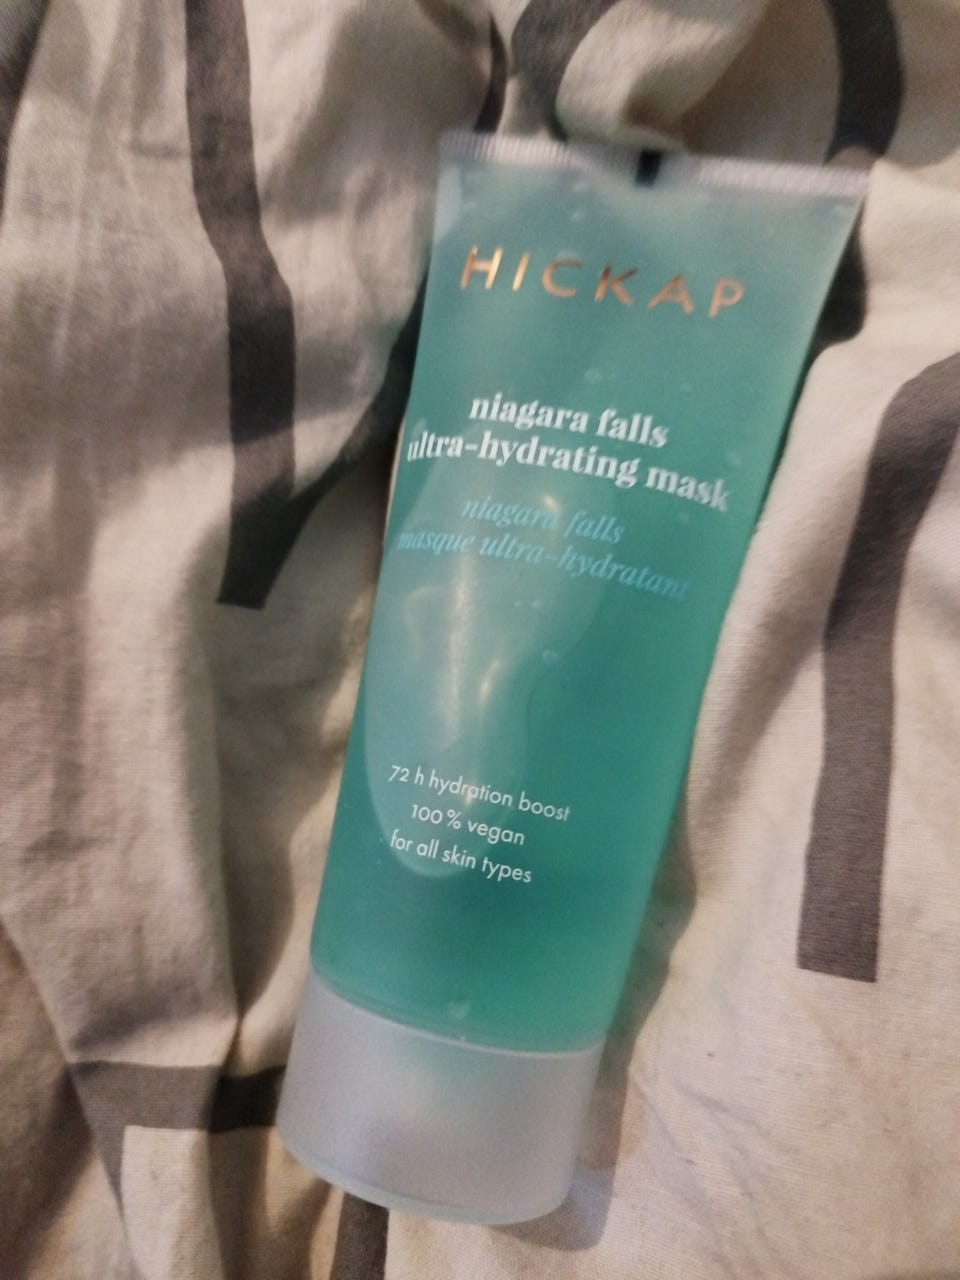 HICKAP
niagara falls
ultra-hydrating mask
niagara falls
masque ultra-hydratant
72 h hydration boost
100% vegan
for all skin types